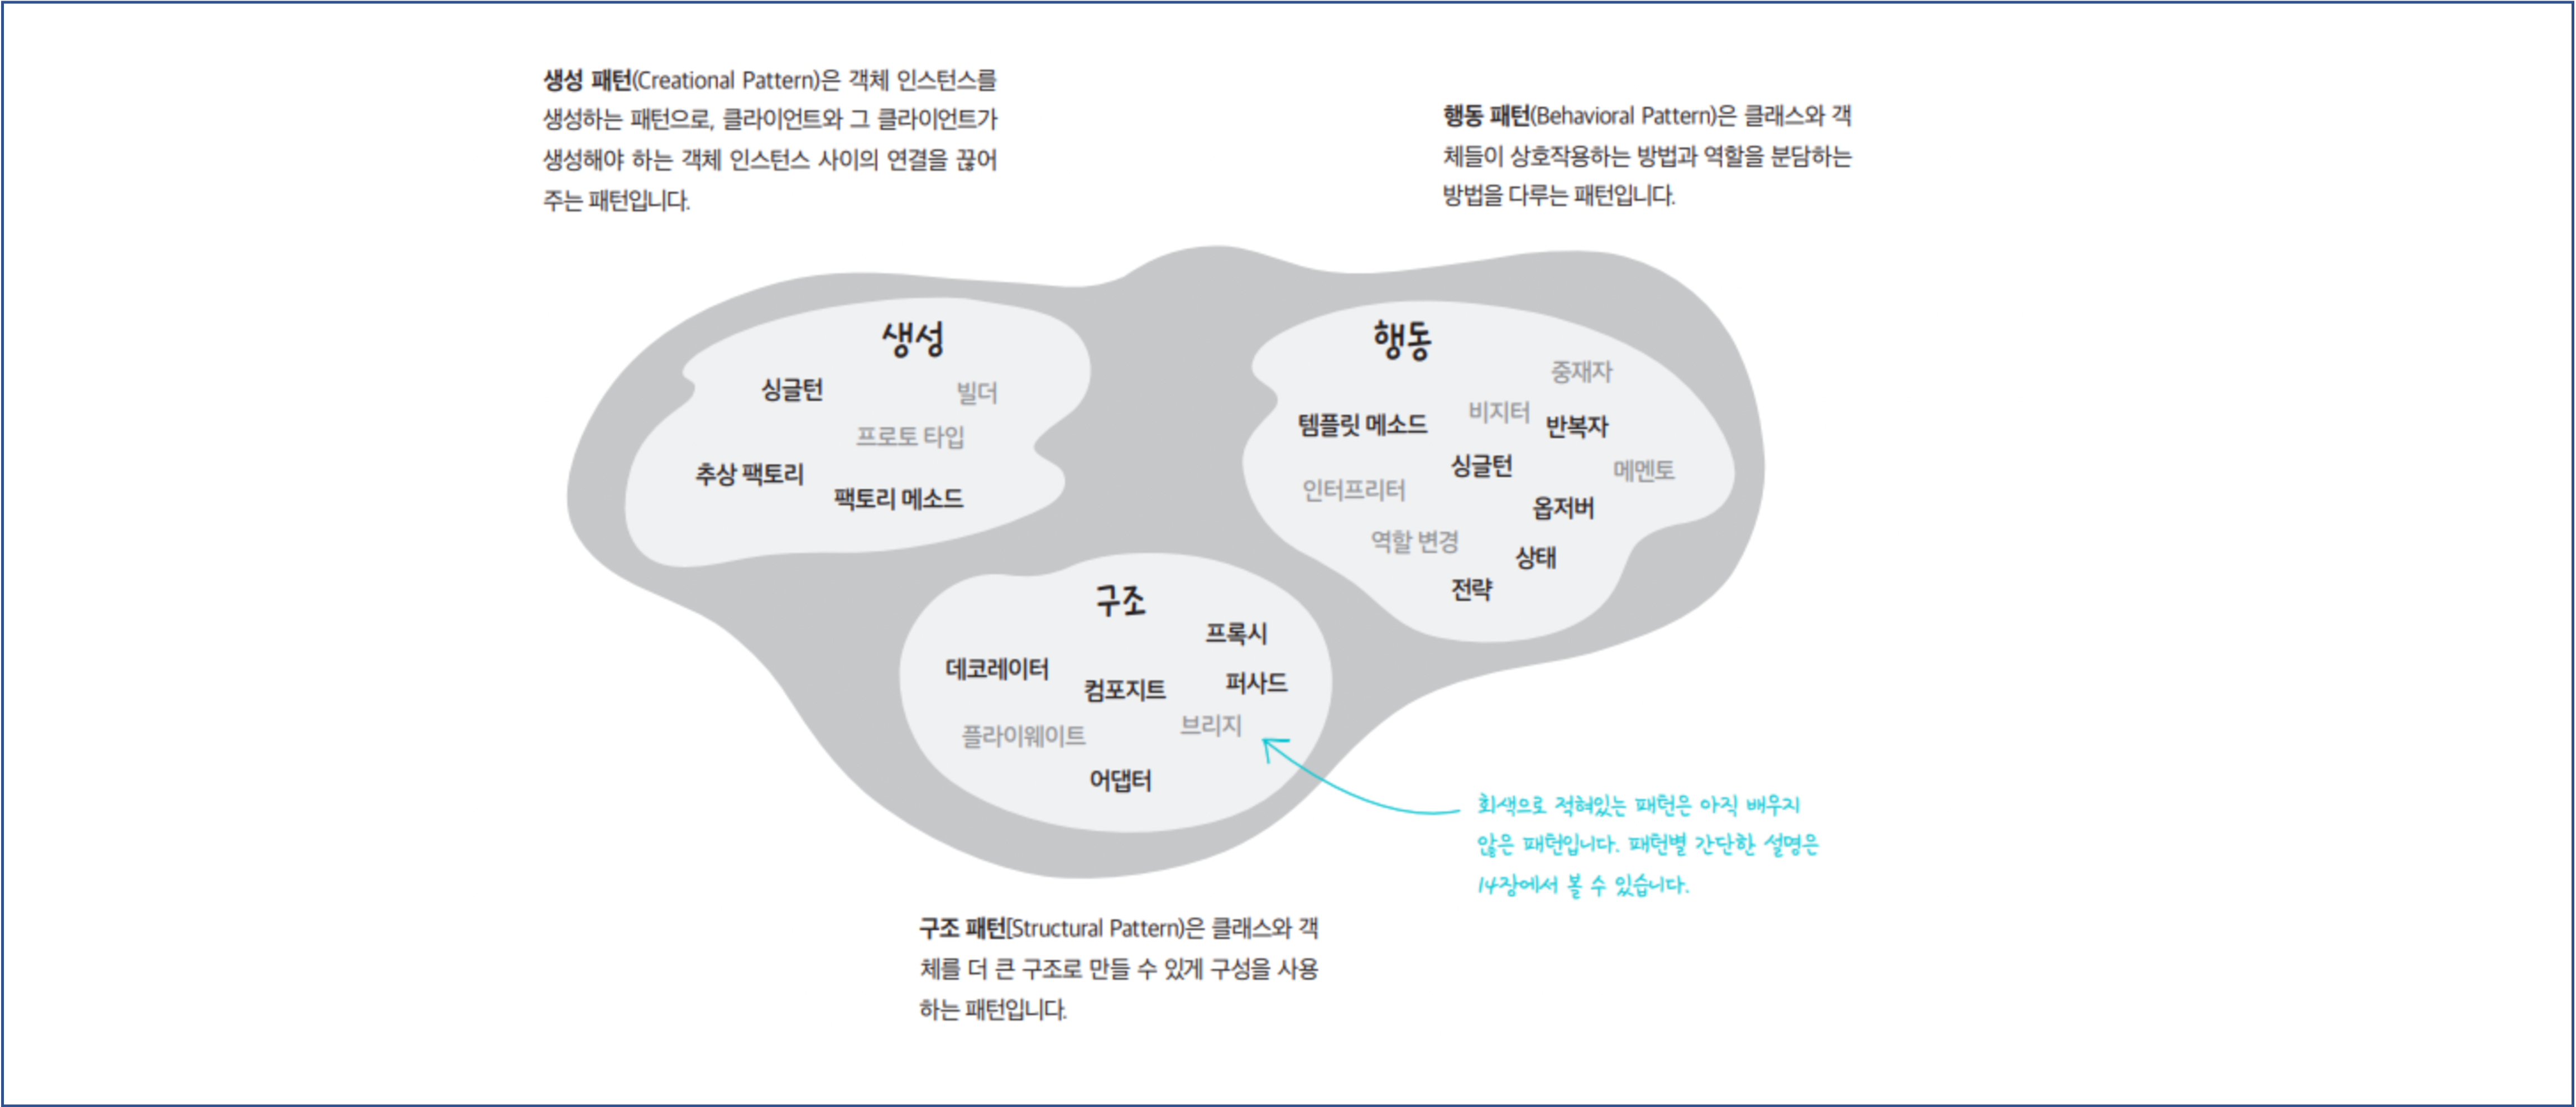 생성 패턴(Creational Pattern)은 객체 인스턴스를
생성하는 패턴으로, 클라이언트와 그 클라이언트가
생성해야 하는 객체 인스턴스 사이의 연결을 끊어
주는 패턴입니다.
행동 패턴(Behavioral Pattern)은 클래스와 객
체들이 상호작용하는 방법과 역할을 분담하는
방법을 다루는 패턴입니다.
생성
싱글턴
빌더
프로토 타입
추상 팩토리
팩토리 메소드
행동
중재자
비지터
템플릿 메소드
반복자
싱글턴
메멘토
인터프리터
옵저버
역할 변경
상태
전략
구조
프록시
데코레이터
컴포지트
퍼사드
플라이웨이트
브리지
어댑터
회색으로 적혀있는 패턴은 아직 배우지
않은 패턴입니다. 패턴별 간단한 설명은
14장에서 볼 수 있습니다.
구조 패턴[Structural Pattern)은 클래스와 객
체를 더 큰 구조로 만들 수 있게 구성을 사용
하는 패턴입니다.